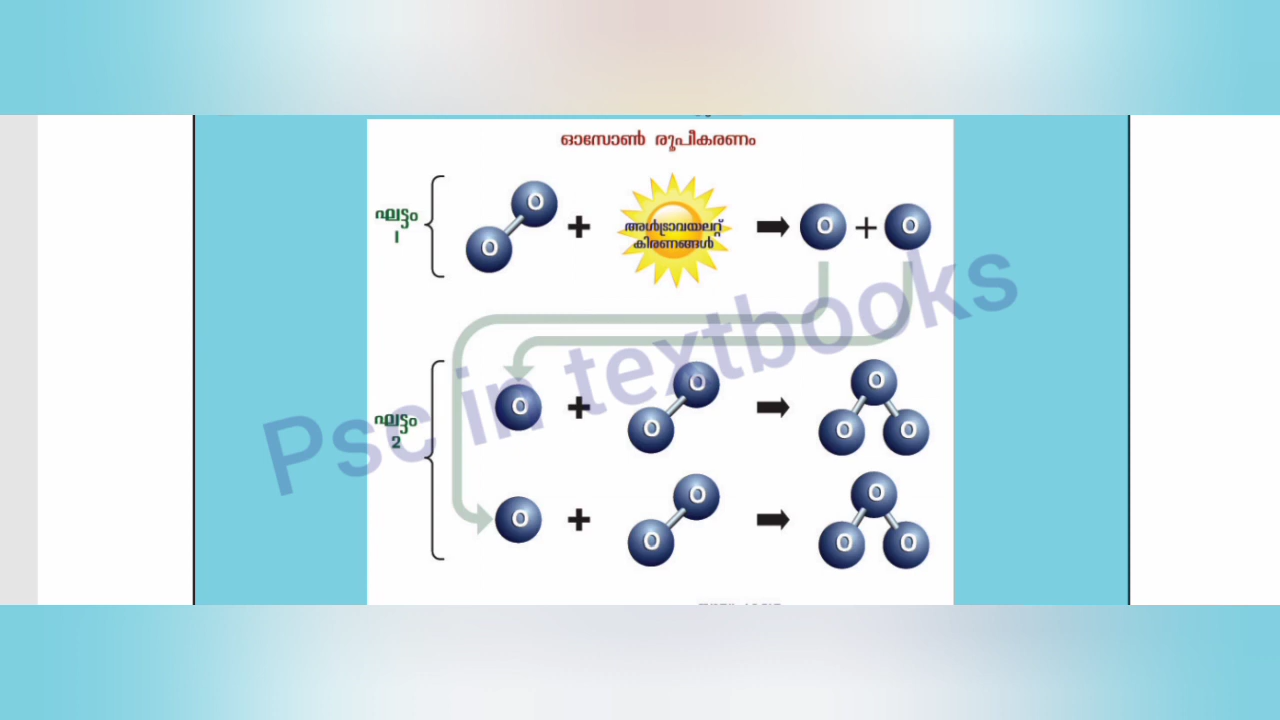 ഓസോൺ രൂപീകരണം
ഘട്ടം
1
O
O
+
അൾട്രാവയലറ്റ്
കിരണങ്ങൾ
O + O
ഘട്ടം
2
O + O O O O O
O + O O O O O
Psc in textbooks